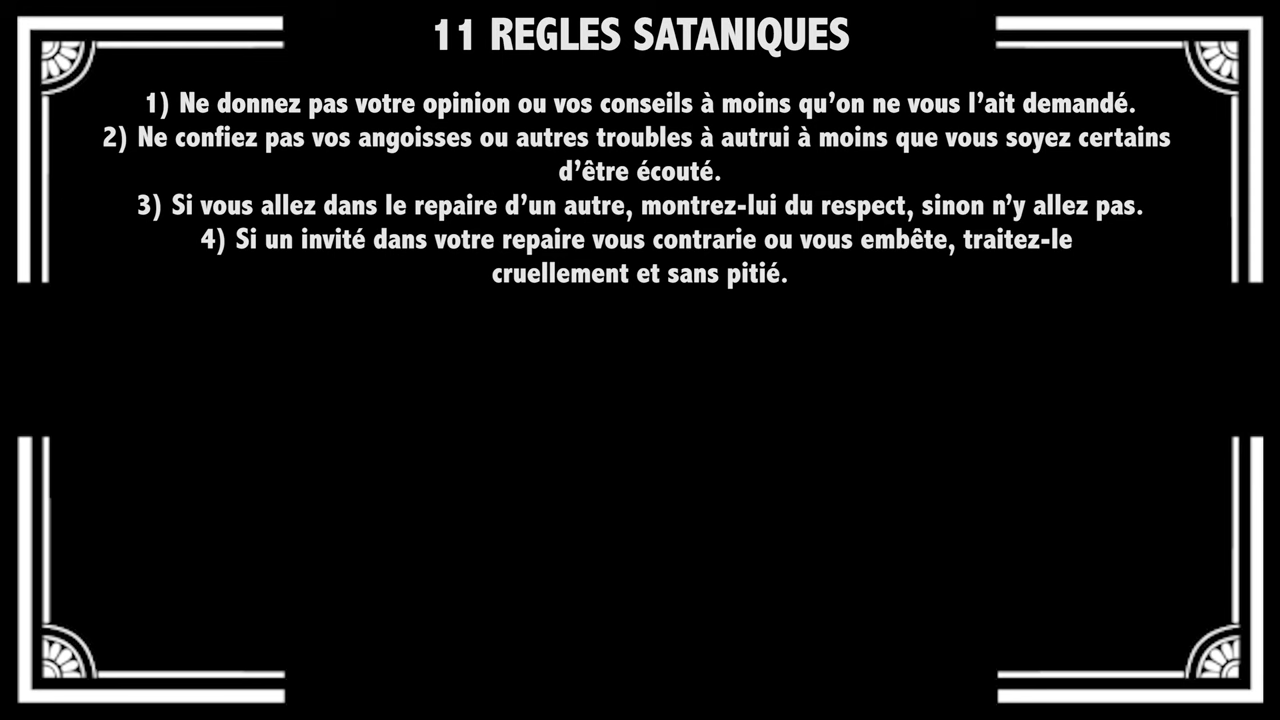 11 REGLES SATANIQUES
1) Ne donnez pas votre opinion ou vos conseils à moins qu’on ne vous l’ait demandé.
2) Ne confiez pas vos angoisses ou autres troubles à autrui à moins que vous soyez certains
d’être écouté.
3) Si vous allez dans le repaire d’un autre, montrez-lui du respect, sinon n’y allez pas.
4) Si un invité dans votre repaire vous contrarie ou vous embête, traitez-le
cruellement et sans pitié.